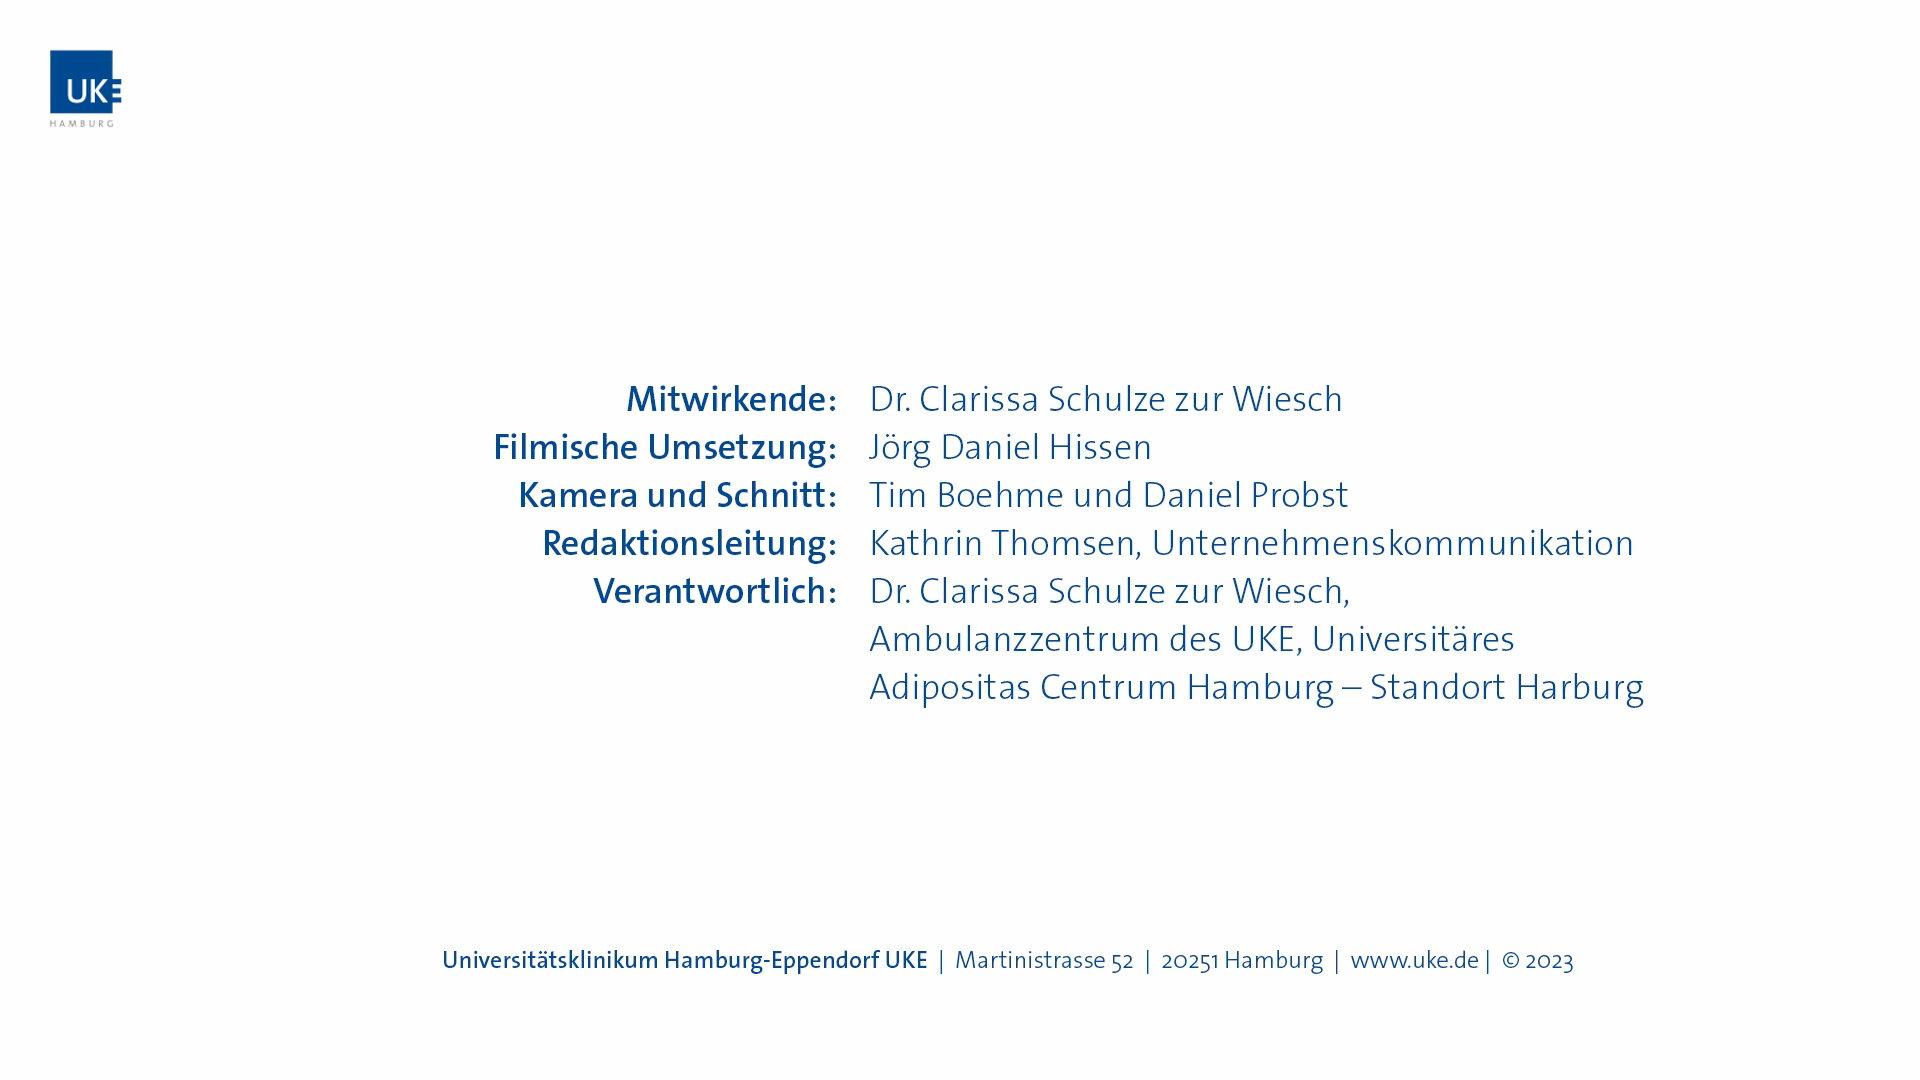 UKE
HAMBURG
Mitwirkende: Dr. Clarissa Schulze zur Wiesch
Filmische Umsetzung: Jörg Daniel Hissen
Kamera und Schnitt: Tim Boehme und Daniel Probst
Redaktionsleitung: Kathrin Thomsen, Unternehmenskommunikation
Verantwortlich: Dr. Clarissa Schulze zur Wiesch,
Ambulanzzentrum des UKE, Universitäres
Adipositas Centrum Hamburg – Standort Harburg
Universitätsklinikum Hamburg-Eppendorf UKE | Martinistrasse 52 | 20251 Hamburg | www.uke.de | © 2023